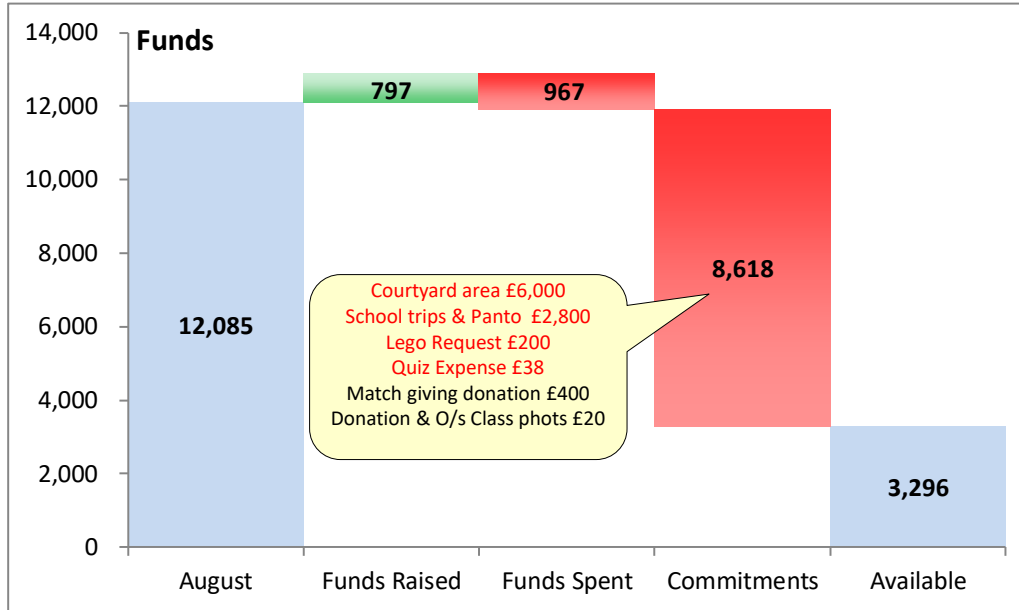 Funds
14,000
12,000
10,000
8,000
6,000
4,000
2,000
0
12,085
797
967
8,618
3,296
Courtyard area £6,000
School trips & Panto £2,800
Lego Request £200
Quiz Expense £38
Match giving donation £400
Donation & O/s Class phots £20
August
Funds Raised
Funds Spent
Commitments
Available